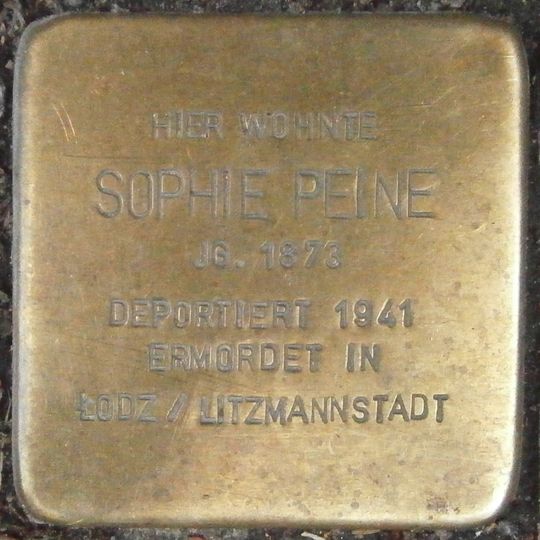 HIER WOHNTE
SOPHIE PEINE
JG. 1873
DEPORTIERT 1941
ERMORDET IN
ŁODZ / LITZMANNSTADT